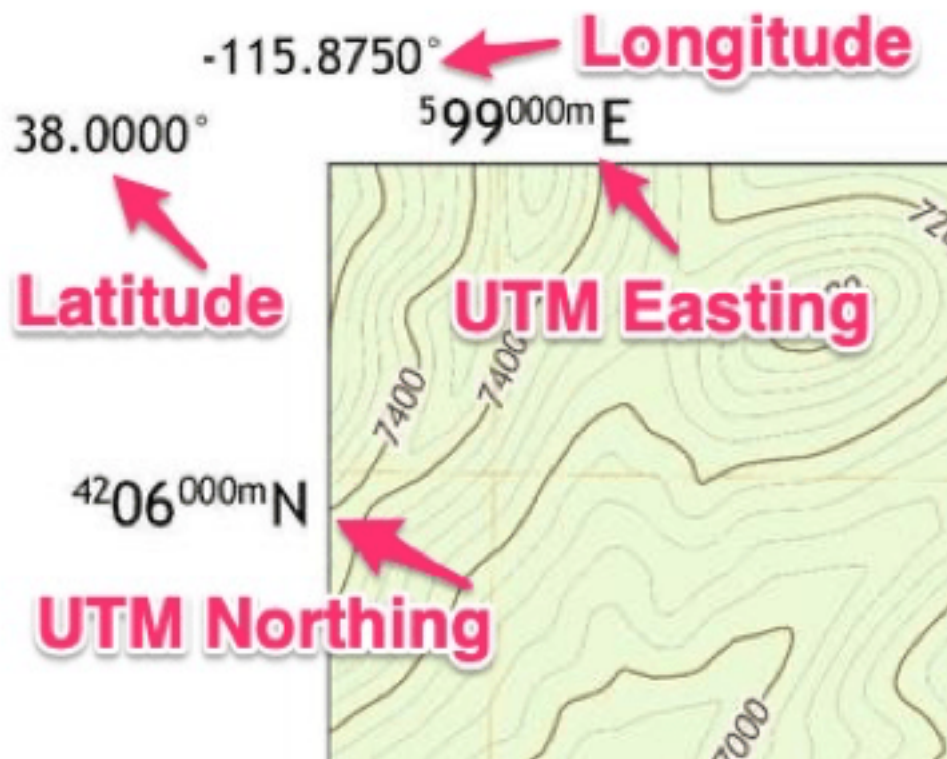 -115.8750°
Longitude
⁵99⁰⁰⁰ᵐE
38.0000°
Latitude
UTM Easting
7400
7400
⁴²06⁰⁰⁰ᵐN
UTM Northing
7000